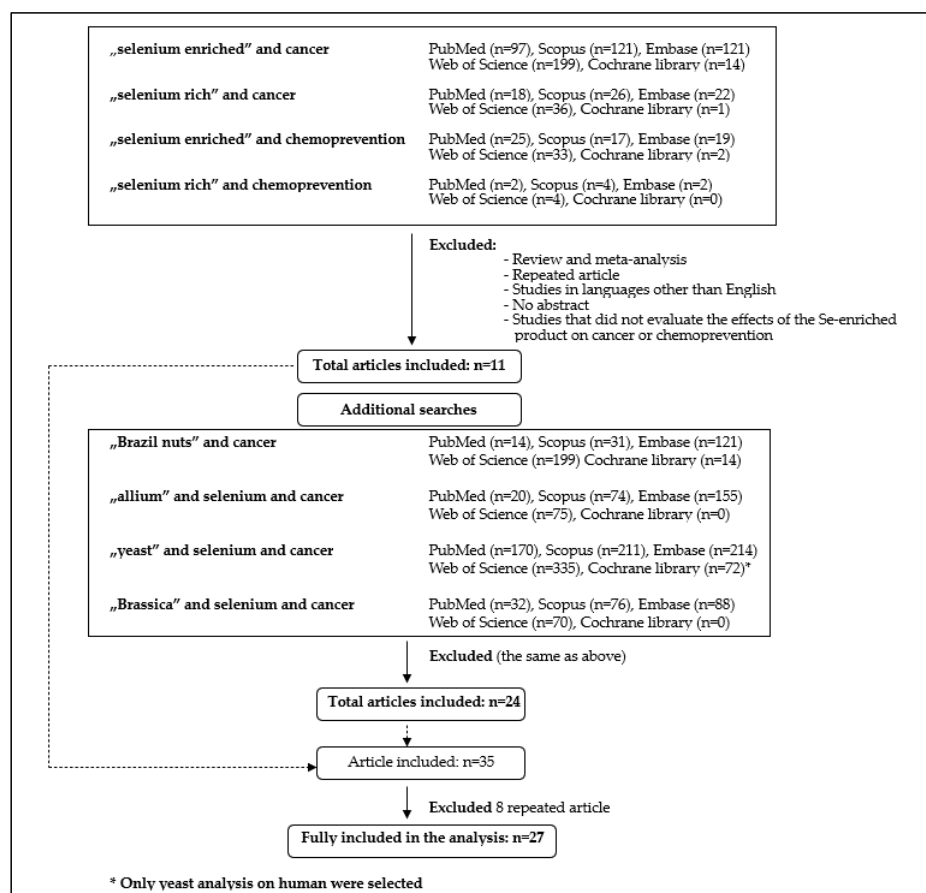 „selenium enriched” and cancer PubMed (n=97), Scopus (n=121), Embase (n=121)
Web of Science (n=199), Cochrane library (n=14)
„selenium rich” and cancer PubMed (n=18), Scopus (n=26), Embase (n=22)
Web of Science (n=36), Cochrane library (n=1)
„selenium enriched” and chemoprevention PubMed (n=25), Scopus (n=17), Embase (n=19)
Web of Science (n=33), Cochrane library (n=2)
„selenium rich” and chemoprevention PubMed (n=2), Scopus (n=4), Embase (n=2)
Web of Science (n=4), Cochrane library (n=0)
Excluded:
- Review and meta-analysis
- Repeated article
- Studies in languages other than English
- No abstract
- Studies that did not evaluate the effects of the Se-enriched
product on cancer or chemoprevention
Total articles included: n=11
Additional searches
„Brazil nuts” and cancer PubMed (n=14), Scopus (n=31), Embase (n=121)
Web of Science (n=199) Cochrane library (n=14)
„allium” and selenium and cancer PubMed (n=20), Scopus (n=74), Embase (n=155)
Web of Science (n=75), Cochrane library (n=0)
„yeast” and selenium and cancer PubMed (n=170), Scopus (n=211), Embase (n=214)
Web of Science (n=335), Cochrane library (n=72)*
„Brassica” and selenium and cancer PubMed (n=32), Scopus (n=76), Embase (n=88)
Web of Science (n=70), Cochrane library (n=0)
Excluded (the same as above)
Total articles included: n=24
Article included: n=35
Excluded 8 repeated article
Fully included in the analysis: n=27
* Only yeast analysis on human were selected